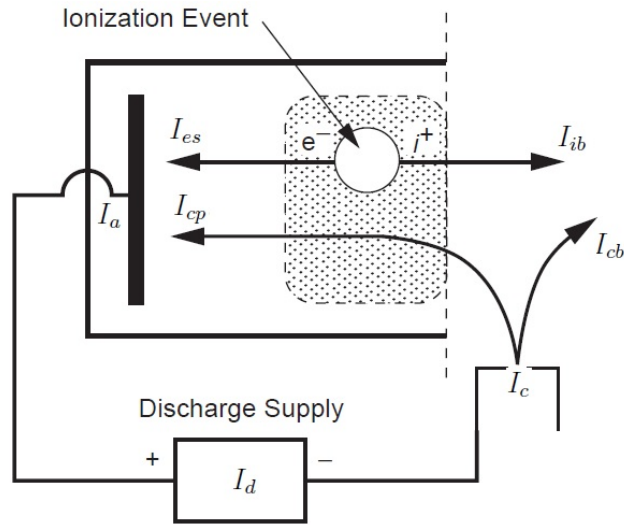 Ionization Event
I_es
e⁻
i⁺
I_ib
I_a
I_cp
I_cb
I_c
Discharge Supply
+
I_d
−